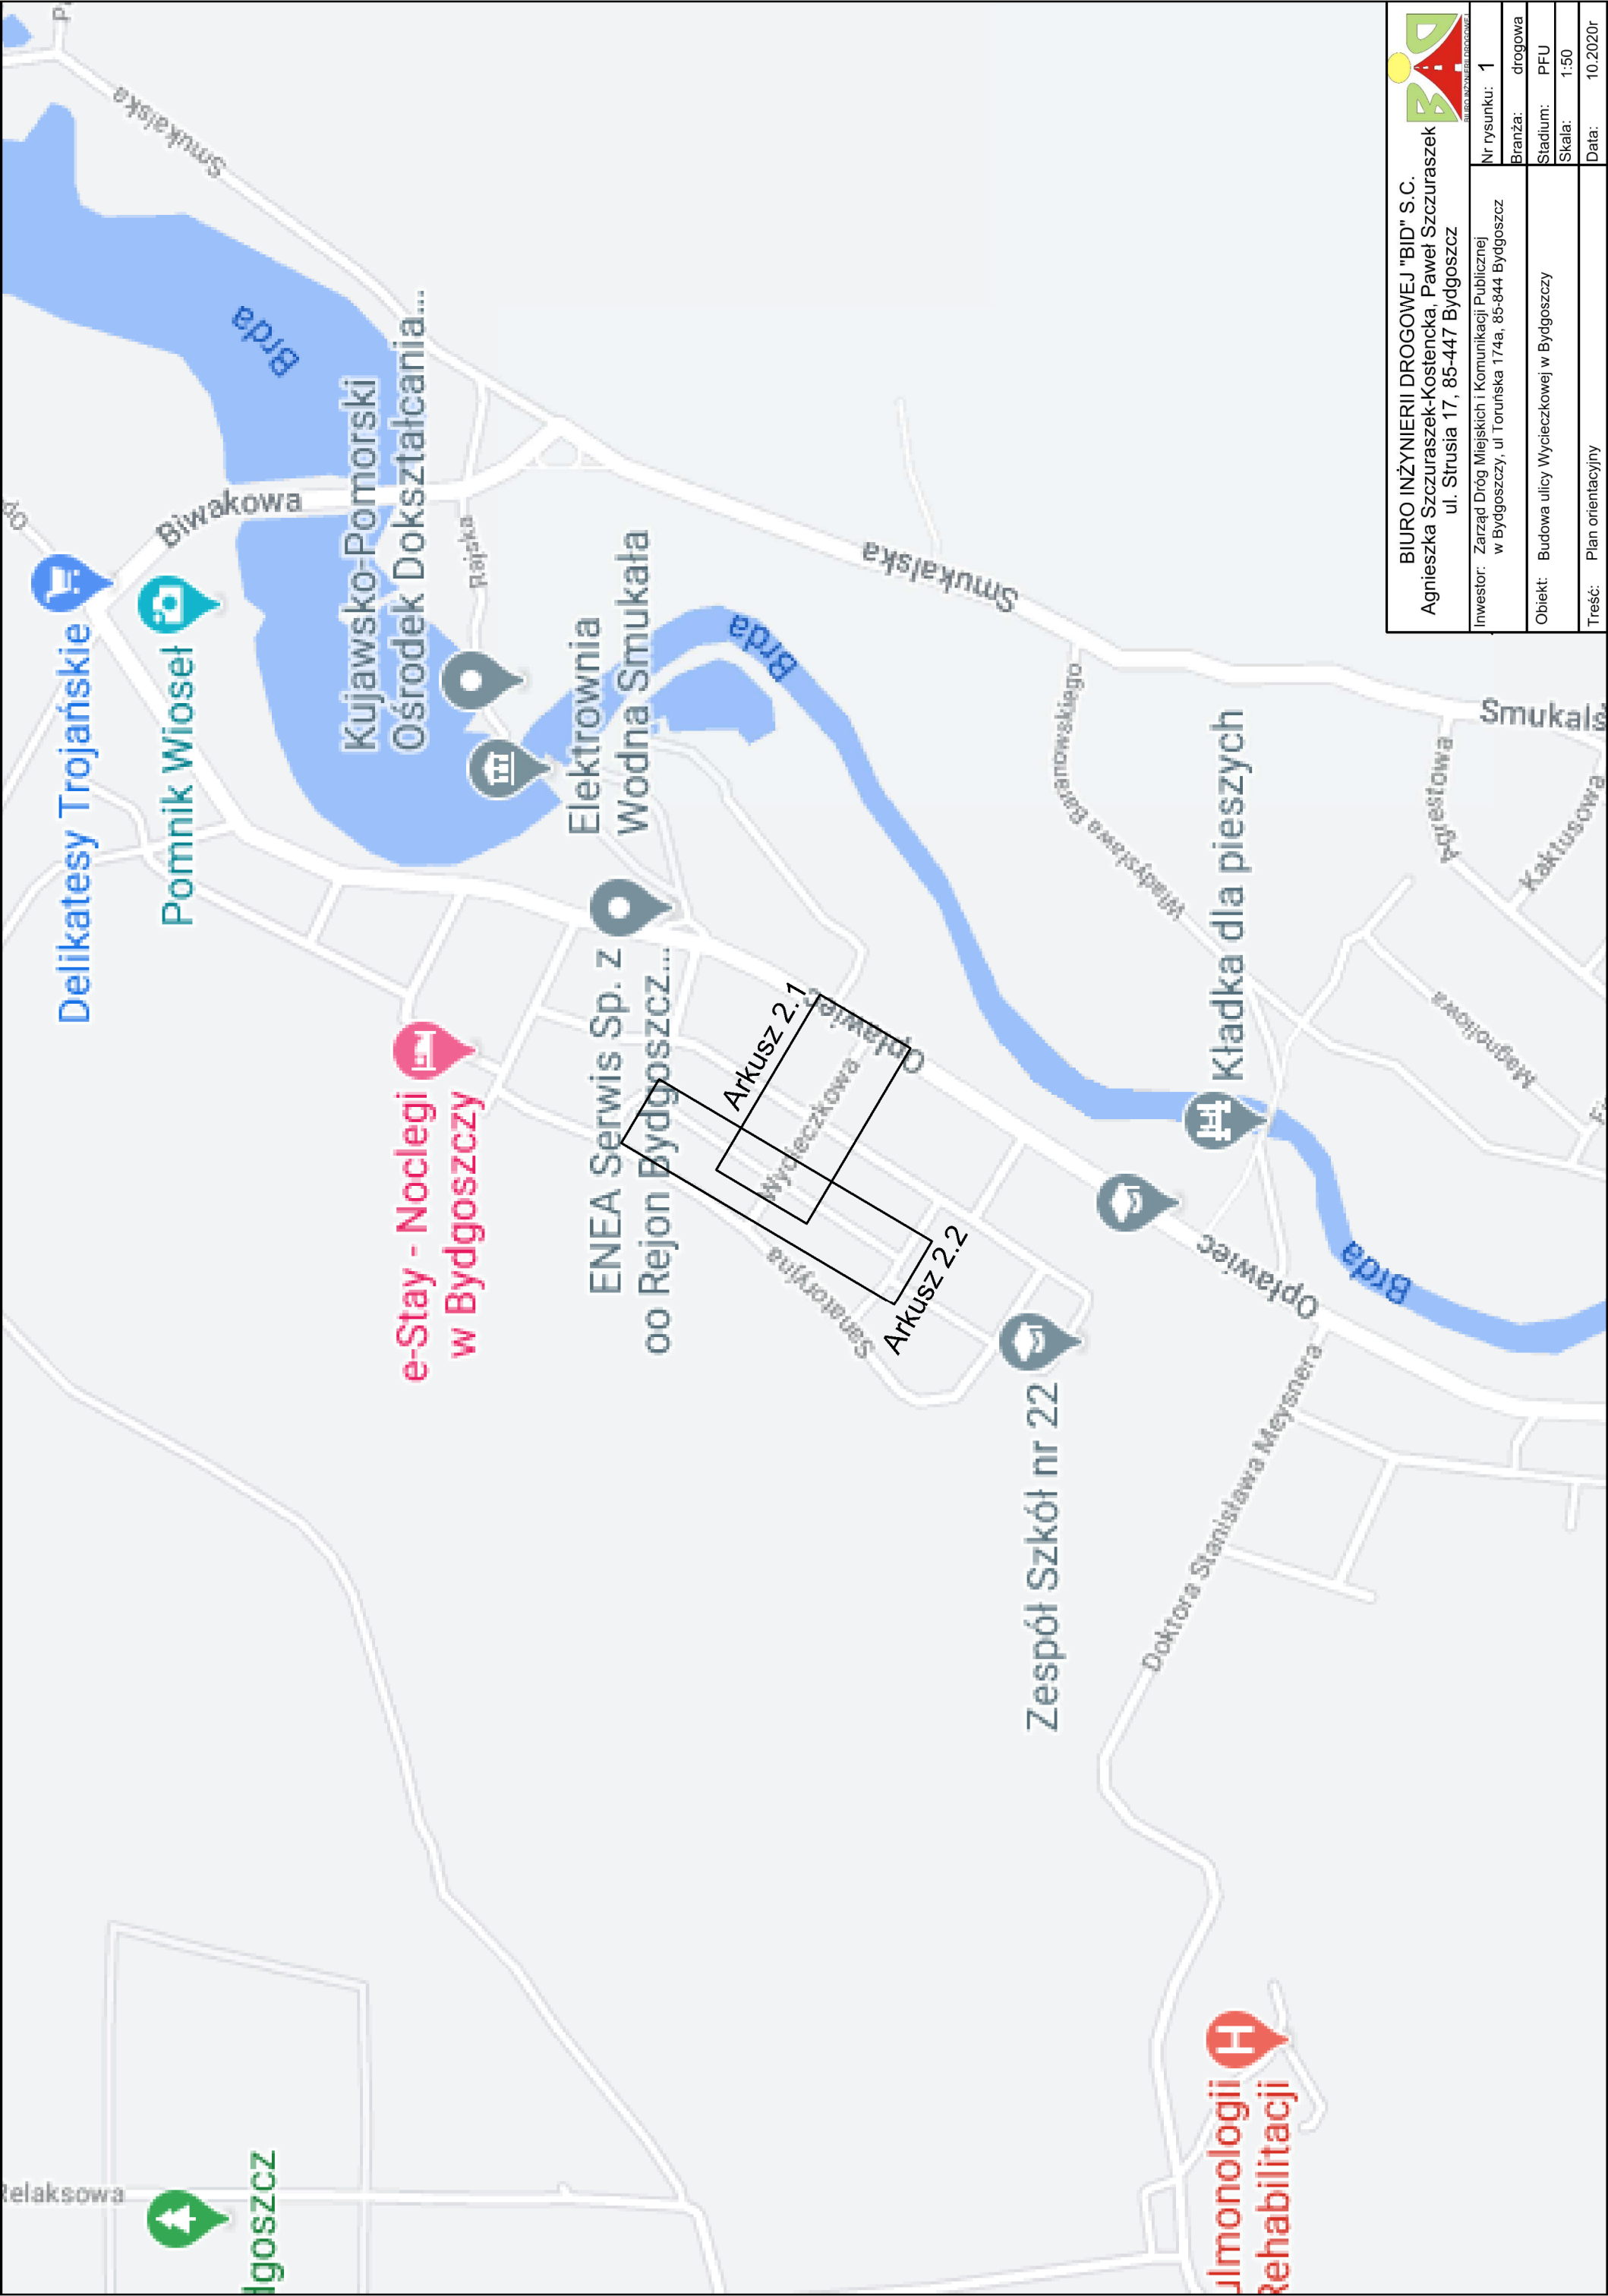 Smukalska
Brda
Biwakowa
Delikatesy Trojańskie
Pomnik Wioseł
Kujawsko-Pomorski
Ośrodek Dokształcania...
Rajska
Elektrownia
Wodna Smukała
Brda
Smukalska
e-Stay - Noclegi
w Bydgoszczy
ENEA Serwis Sp. z
oo Rejon Bydgoszcz...
Arkusz 2.1
Opławiec
Wycieczkowa
Sanatoryjna
Arkusz 2.2
Władysława Baranowskiego
Kładka dla pieszych
Agrestowa
Kaktusowa
Magnoliowa
Zespół Szkół nr 22
Opławiec
Brda
Doktora Stanisława Meysnera
BIURO INŻYNIERII DROGOWEJ "BID" S.C.
Agnieszka Szczuraszek-Kostencka, Paweł Szczuraszek
ul. Strusia 17, 85-447 Bydgoszcz
BIURO INŻYNIERII DROGOWEJ
Inwestor: Zarząd Dróg Miejskich i Komunikacji Publicznej
w Bydgoszczy, ul Toruńska 174a, 85-844 Bydgoszcz
Nr rysunku: 1
Branża: drogowa
Obiekt: Budowa ulicy Wycieczkowej w Bydgoszczy
Stadium: PFU
Skala: 1:50
Treść: Plan orientacyjny
Data: 10.2020r